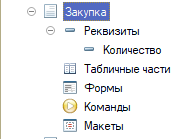 Закупка
Реквизиты
Количество
Табличные части
Формы
Команды
Макеты